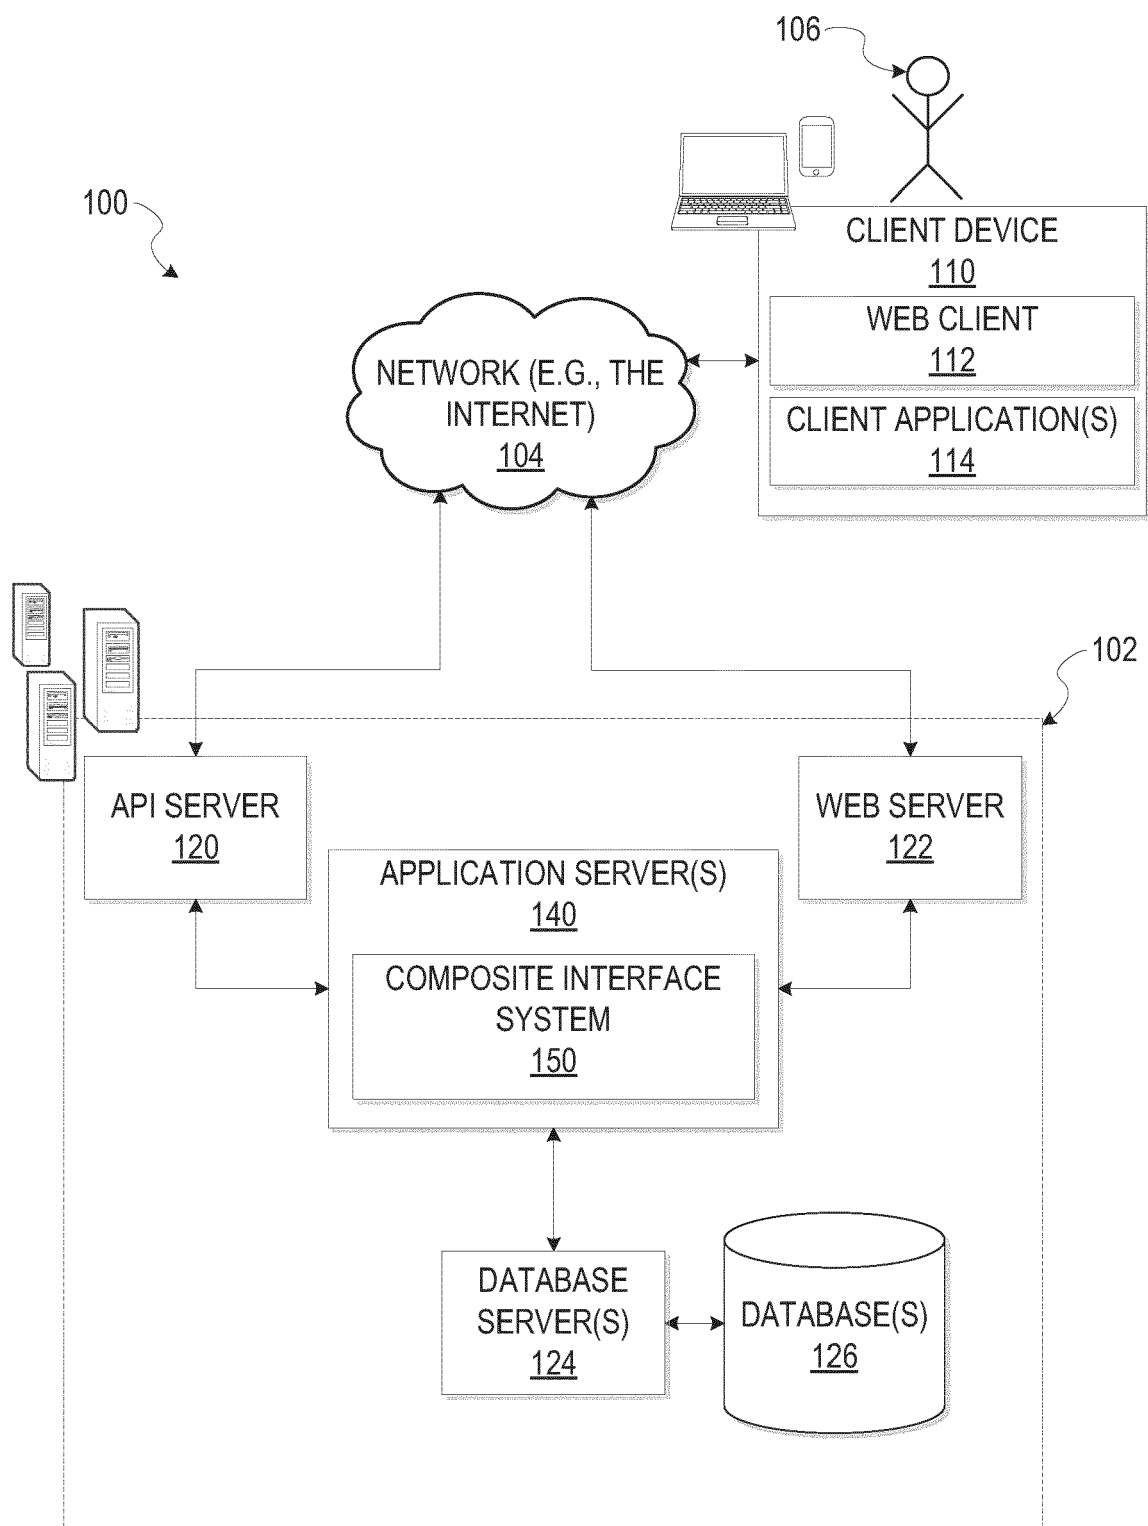 106
100
CLIENT DEVICE
110
WEB CLIENT
112
CLIENT APPLICATION(S)
114
NETWORK (E.G., THE
INTERNET)
104
102
API SERVER
120
WEB SERVER
122
APPLICATION SERVER(S)
140
COMPOSITE INTERFACE
SYSTEM
150
DATABASE
SERVER(S)
124
DATABASE(S)
126